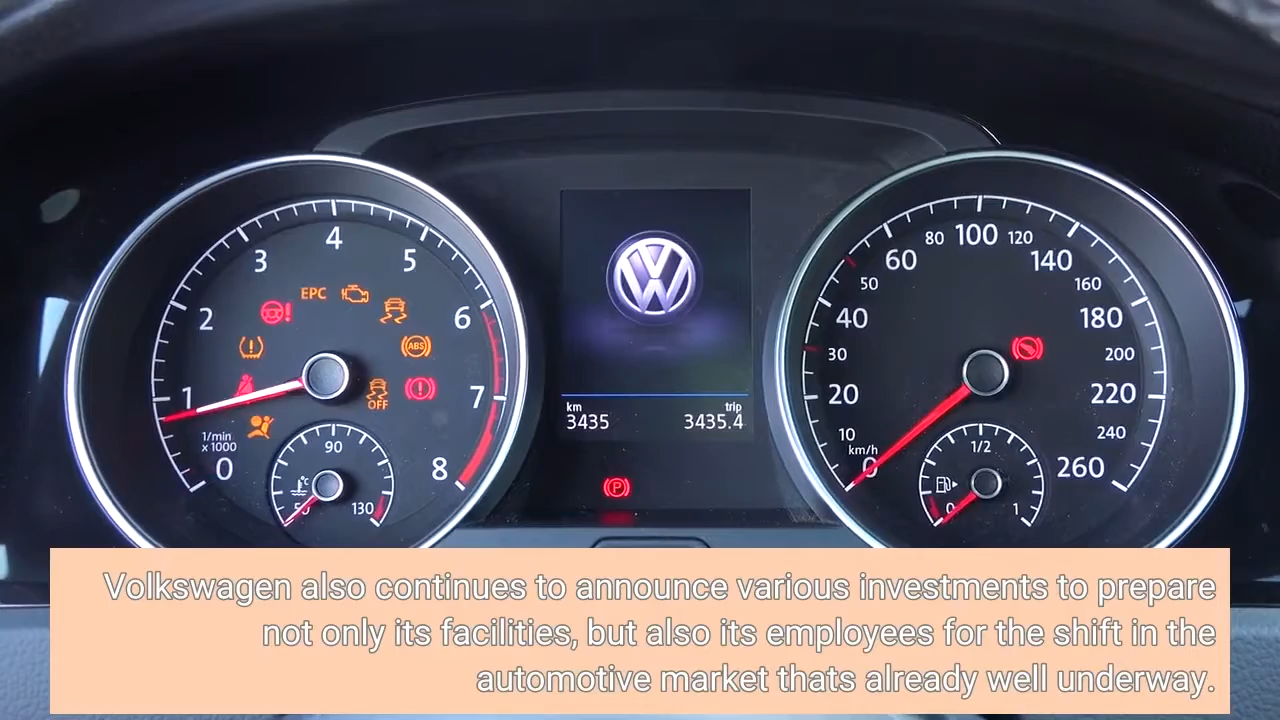 4
3
5
EPC
2
6
ABS
1
7
OFF
1/min
x 1000
0
8
90
°C
50
130
km
3435
trip
3435.4
P
80
100
120
60
140
50
160
40
180
30
200
20
220
10
240
km/h
0
260
1/2
0
1
Volkswagen also continues to announce various investments to prepare
not only its facilities, but also its employees for the shift in the
automotive market thats already well underway.